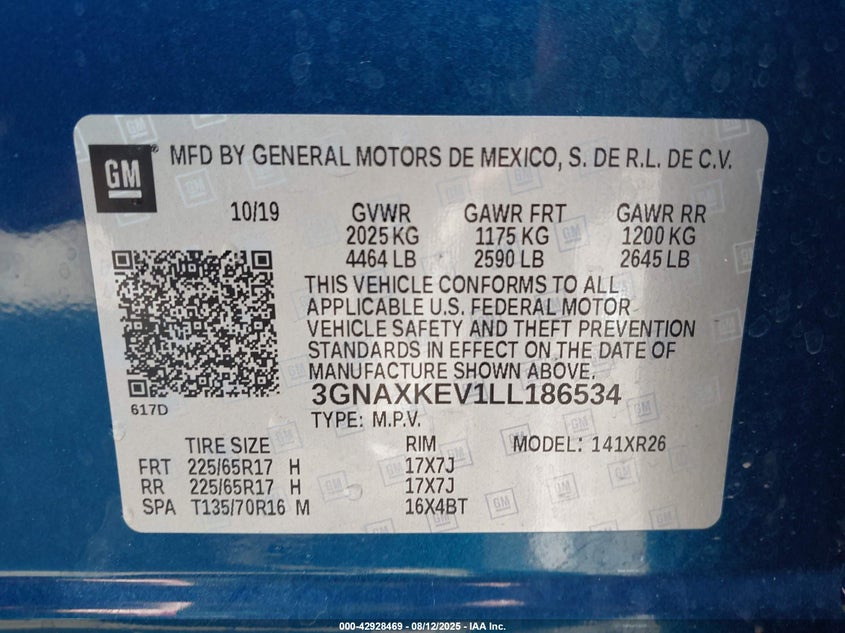 GM
MFD BY GENERAL MOTORS DE MEXICO, S. DE R.L. DE C.V.
10/19 GVWR GAWR FRT GAWR RR
2025 KG 1175 KG 1200 KG
4464 LB 2590 LB 2645 LB
THIS VEHICLE CONFORMS TO ALL
APPLICABLE U.S. FEDERAL MOTOR
VEHICLE SAFETY AND THEFT PREVENTION
STANDARDS IN EFFECT ON THE DATE OF
MANUFACTURE SHOWN ABOVE.
3GNAXKEV1LL186534
617D
TYPE: M.P.V.
TIRE SIZE RIM MODEL: 141XR26
FRT 225/65R17 H 17X7J
RR 225/65R17 H 17X7J
SPA T135/70R16 M 16X4BT
000-42928469 - 08/12/2025 - IAA Inc.